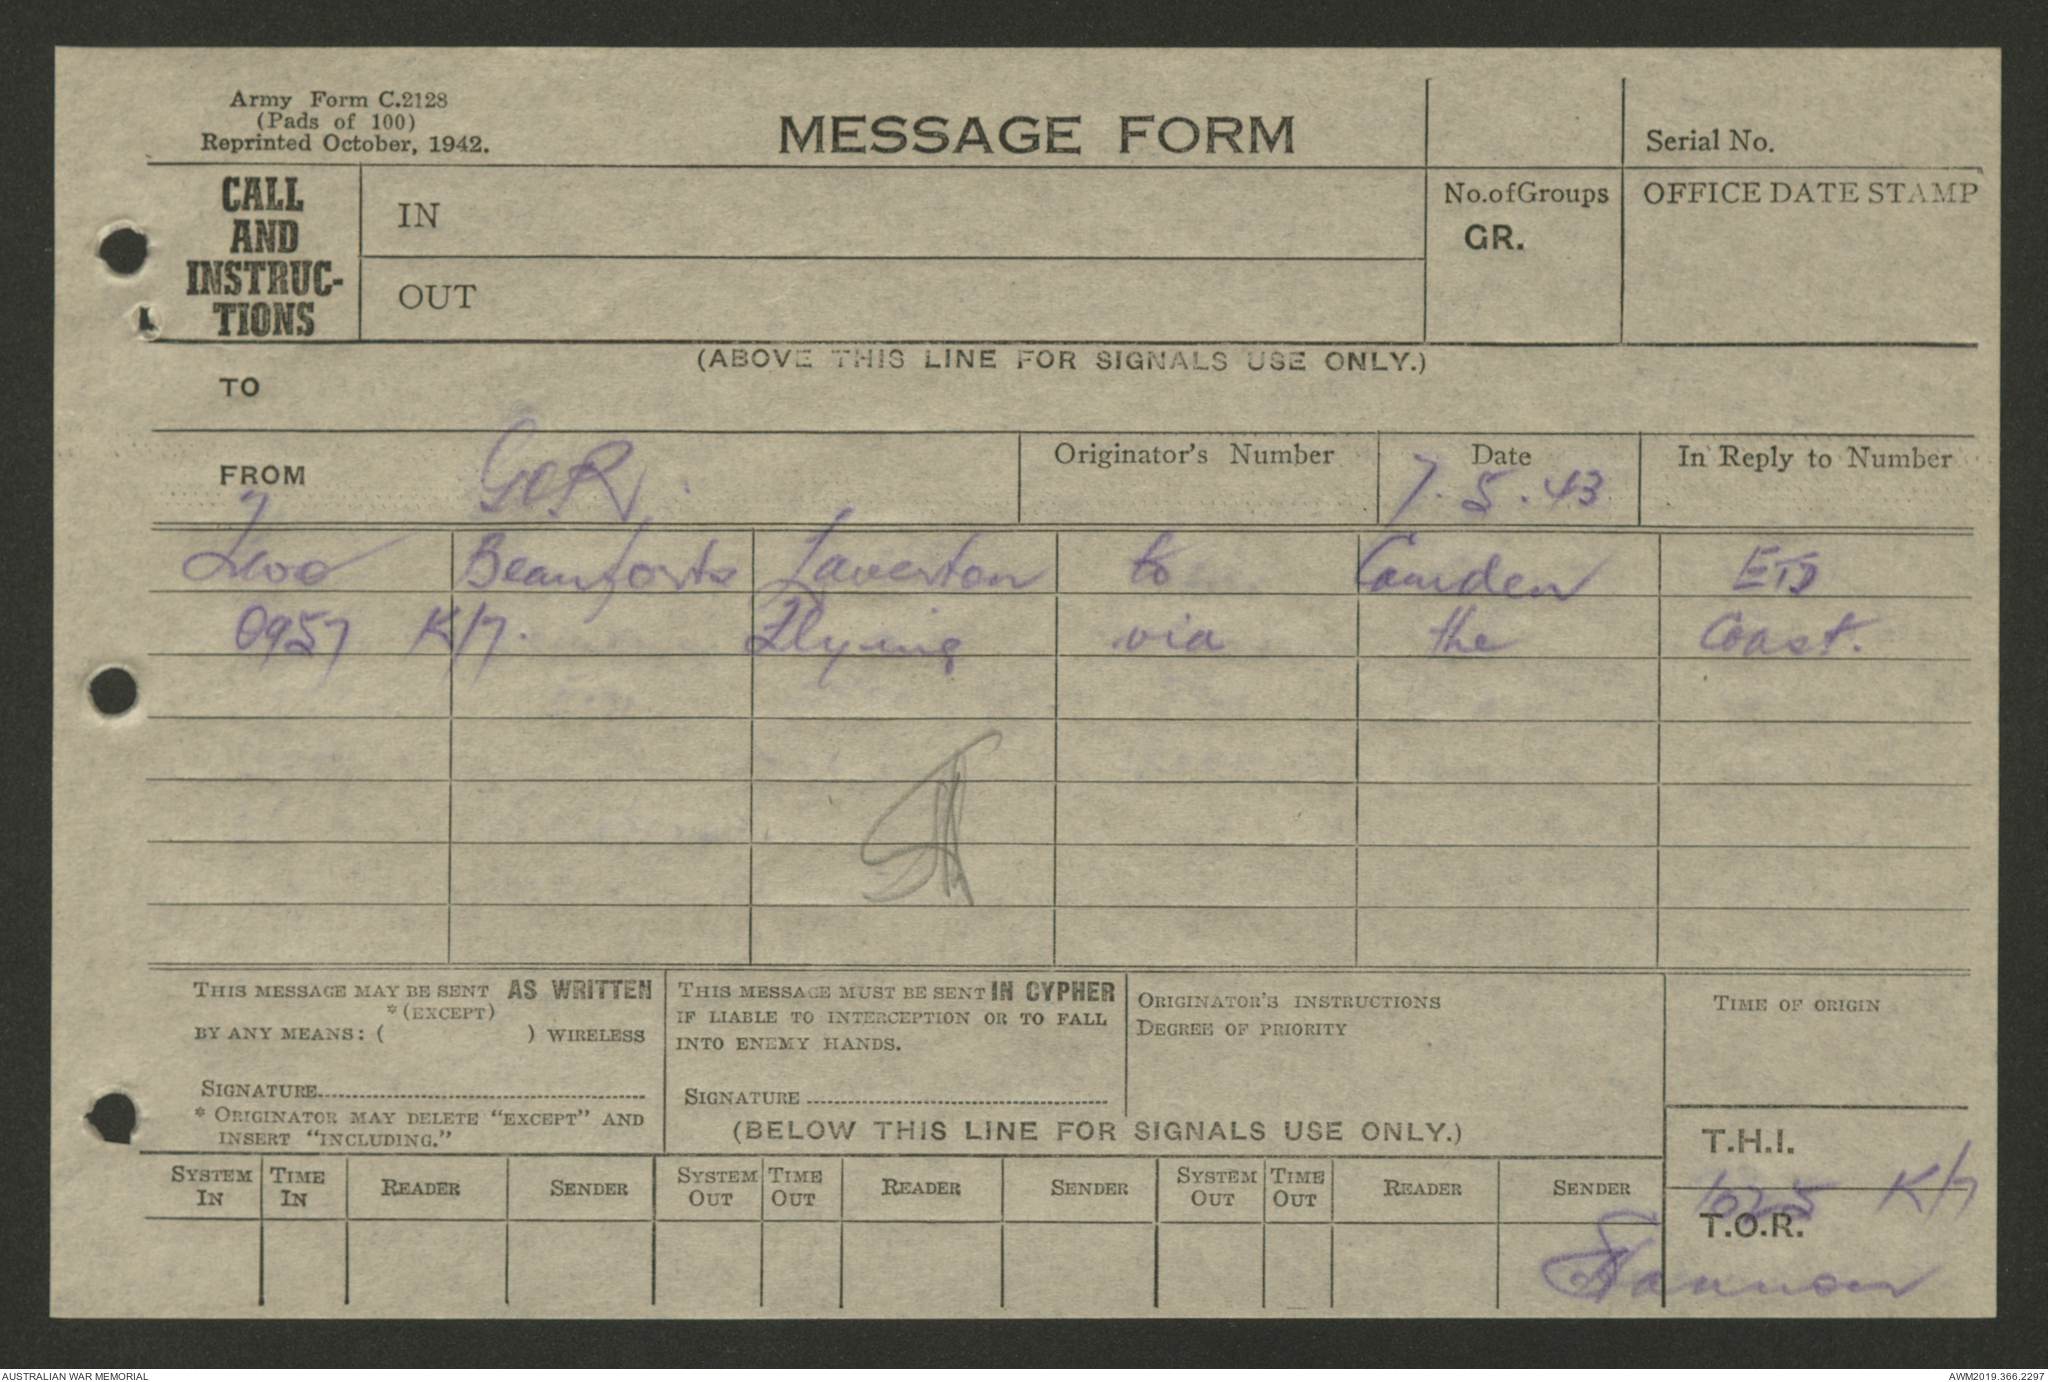 Army Form C.2128
(Pads of 100)
Reprinted October, 1942.
MESSAGE FORM
Serial No.
CALL
AND
INSTRUC-
TIONS
IN
OUT
No. of Groups
GR.
OFFICE DATE STAMP
(ABOVE THIS LINE FOR SIGNALS USE ONLY.)
TO
FROM G.O.R.
Originator's Number
Date 7.5.43
In Reply to Number
Two Beauforts Laverton to Camden ETD
0957 K/7. Flying via the Coast.
THIS MESSAGE MAY BE SENT AS WRITTEN
*(EXCEPT)
BY ANY MEANS: ( ) WIRELESS
SIGNATURE
* ORIGINATOR MAY DELETE "EXCEPT" AND
INSERT "INCLUDING."
THIS MESSAGE MUST BE SENT IN CYPHER
IF LIABLE TO INTERCEPTION OR TO FALL
INTO ENEMY HANDS.
SIGNATURE
ORIGINATOR'S INSTRUCTIONS
DEGREE OF PRIORITY
TIME OF ORIGIN
(BELOW THIS LINE FOR SIGNALS USE ONLY.)
T.H.I.
1025 K/7
T.O.R.
SYSTEM IN TIME IN READER SENDER SYSTEM OUT TIME OUT READER SENDER SYSTEM OUT TIME OUT READER SENDER
AUSTRALIAN WAR MEMORIAL
AWM2019.366.2297